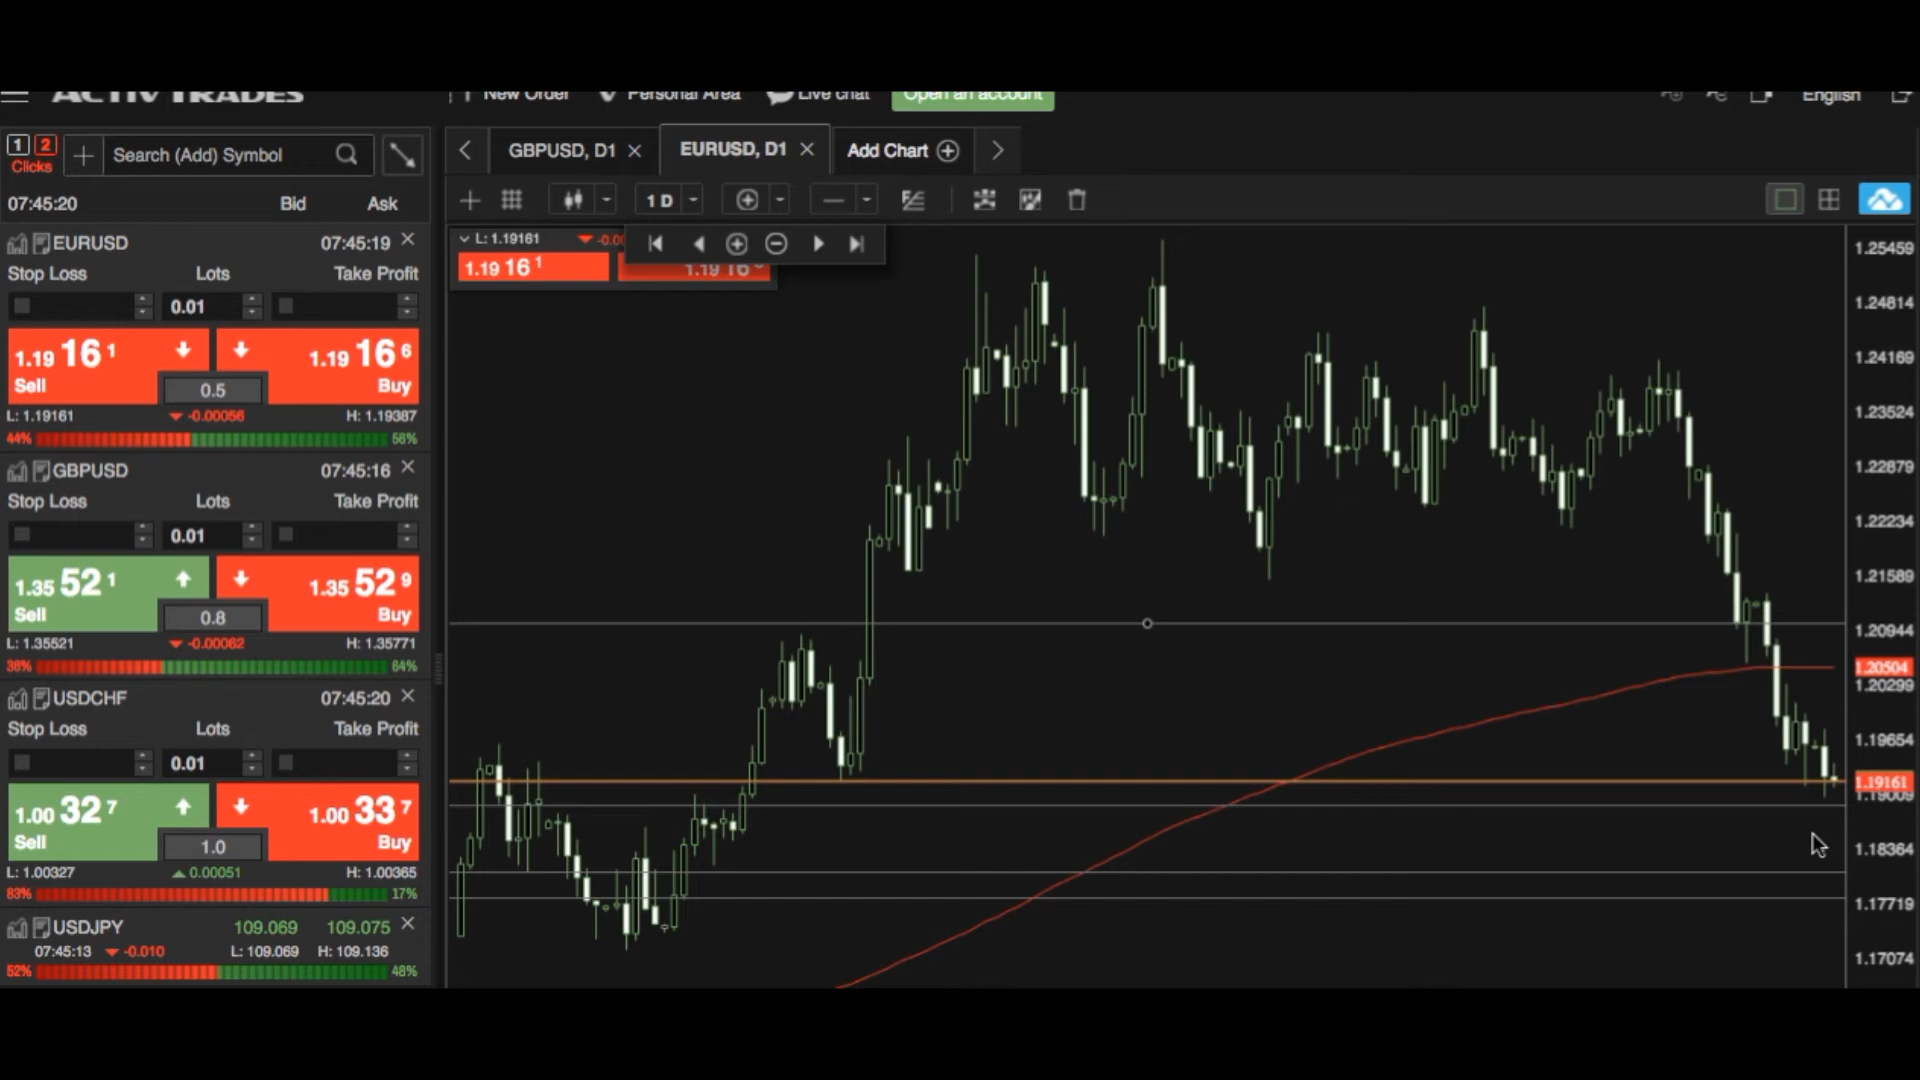 ACTIV TRADES
New Order Personal Area Live chat Open an account English
1 2 Clicks
Search (Add) Symbol
GBPUSD, D1 EURUSD, D1 Add Chart
1 D
07:45:20 Bid Ask
EURUSD 07:45:19
Stop Loss Lots Take Profit
0.01
1.19 16 1 1.19 16 6
Sell 0.5 Buy
L: 1.19161 -0.00056 H: 1.19387
44% 56%
GBPUSD 07:45:16
Stop Loss Lots Take Profit
0.01
1.35 52 1 1.35 52 9
Sell 0.8 Buy
L: 1.35521 -0.00062 H: 1.35771
36% 64%
USDCHF 07:45:20
Stop Loss Lots Take Profit
0.01
1.00 32 7 1.00 33 7
Sell 1.0 Buy
L: 1.00327 0.00051 H: 1.00365
83% 17%
USDJPY 109.069 109.075
07:45:13 -0.010 L: 109.069 H: 109.136
52% 48%
L: 1.19161 -0.00
1.19 16 1 1.19 16
1.25459
1.24814
1.24169
1.23524
1.22879
1.22234
1.21589
1.20944
1.20504
1.20299
1.19654
1.19161
1.19009
1.18364
1.17719
1.17074